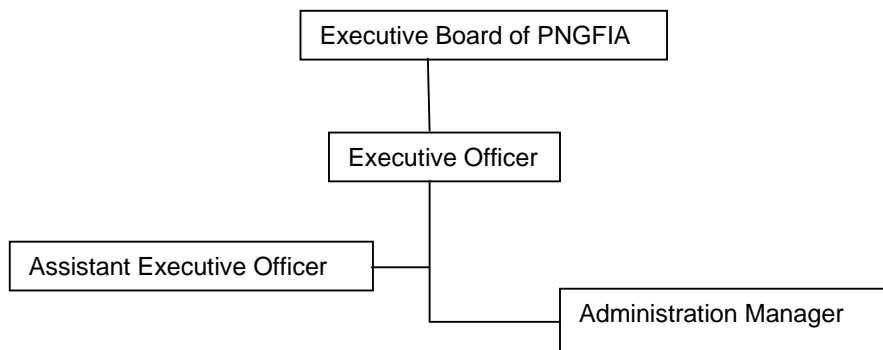 Executive Board of PNGFIA
Executive Officer
Assistant Executive Officer
Administration Manager